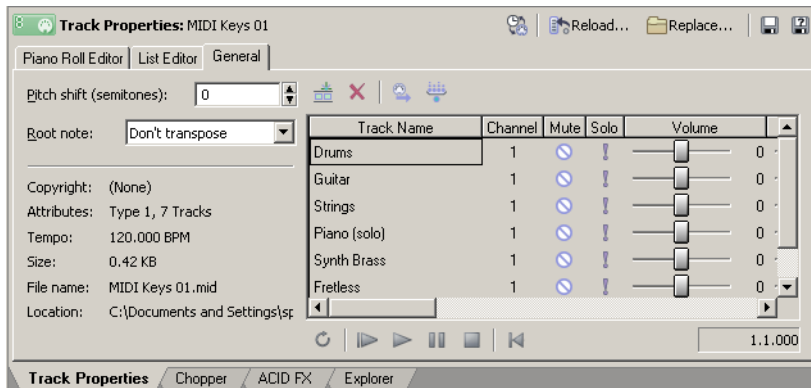 Track Properties: MIDI Keys 01 Reload... Replace...
Piano Roll Editor List Editor General
Pitch shift (semitones): 0
Root note: Don't transpose
Copyright: (None)
Attributes: Type 1, 7 Tracks
Tempo: 120.000 BPM
Size: 0.42 KB
File name: MIDI Keys 01.mid
Location: C:\Documents and Settings\sp
Track Name Channel Mute Solo Volume
Drums 1 0
Guitar 1 0
Strings 1 0
Piano (solo) 1 0
Synth Brass 1 0
Fretless 1 0
1.1.000
Track Properties Chopper ACID FX Explorer